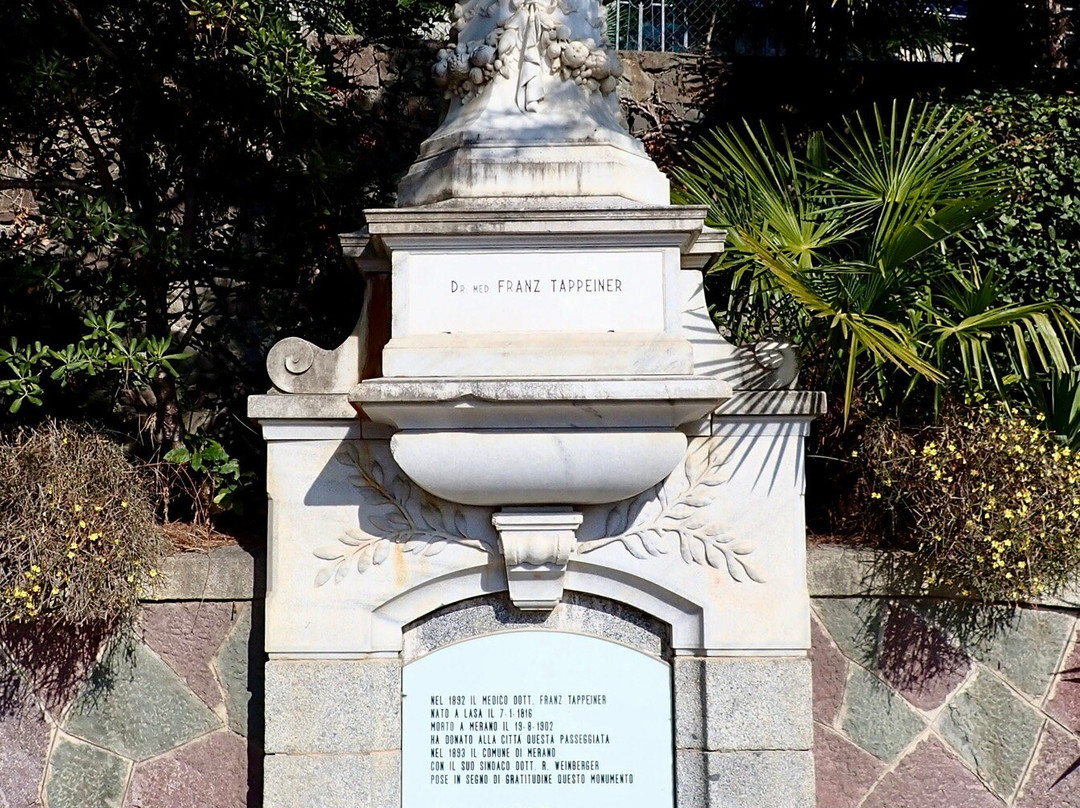 DR. MED. FRANZ TAPPEINER
NEL 1892 IL MEDICO DOTT. FRANZ TAPPEINER
NATO A LASA IL 7-1-1816
MORTO A MERANO IL 19-8-1902
HA DONATO ALLA CITTÀ QUESTA PASSEGGIATA
NEL 1893 IL COMUNE DI MERANO
CON IL SUO SINDACO DOTT. R. WEINBERGER
POSE IN SEGNO DI GRATITUDINE QUESTO MONUMENTO